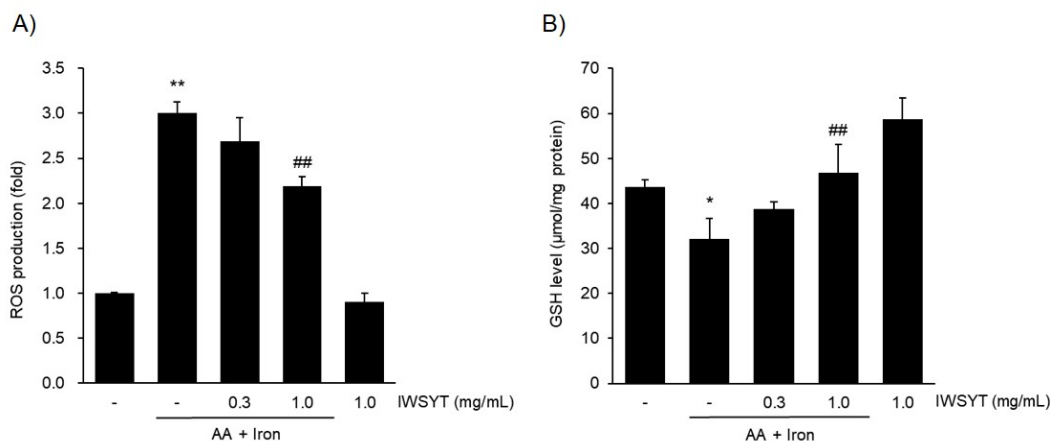 A)
ROS production (fold)
3.5
3.0
2.5
2.0
1.5
1.0
0.5
0.0
**
##
- - 0.3 1.0 1.0 IWSYT (mg/mL)
AA + Iron
B)
GSH level (μmol/mg protein)
70
60
50
40
30
20
10
0
*
##
- - 0.3 1.0 1.0 IWSYT (mg/mL)
AA + Iron